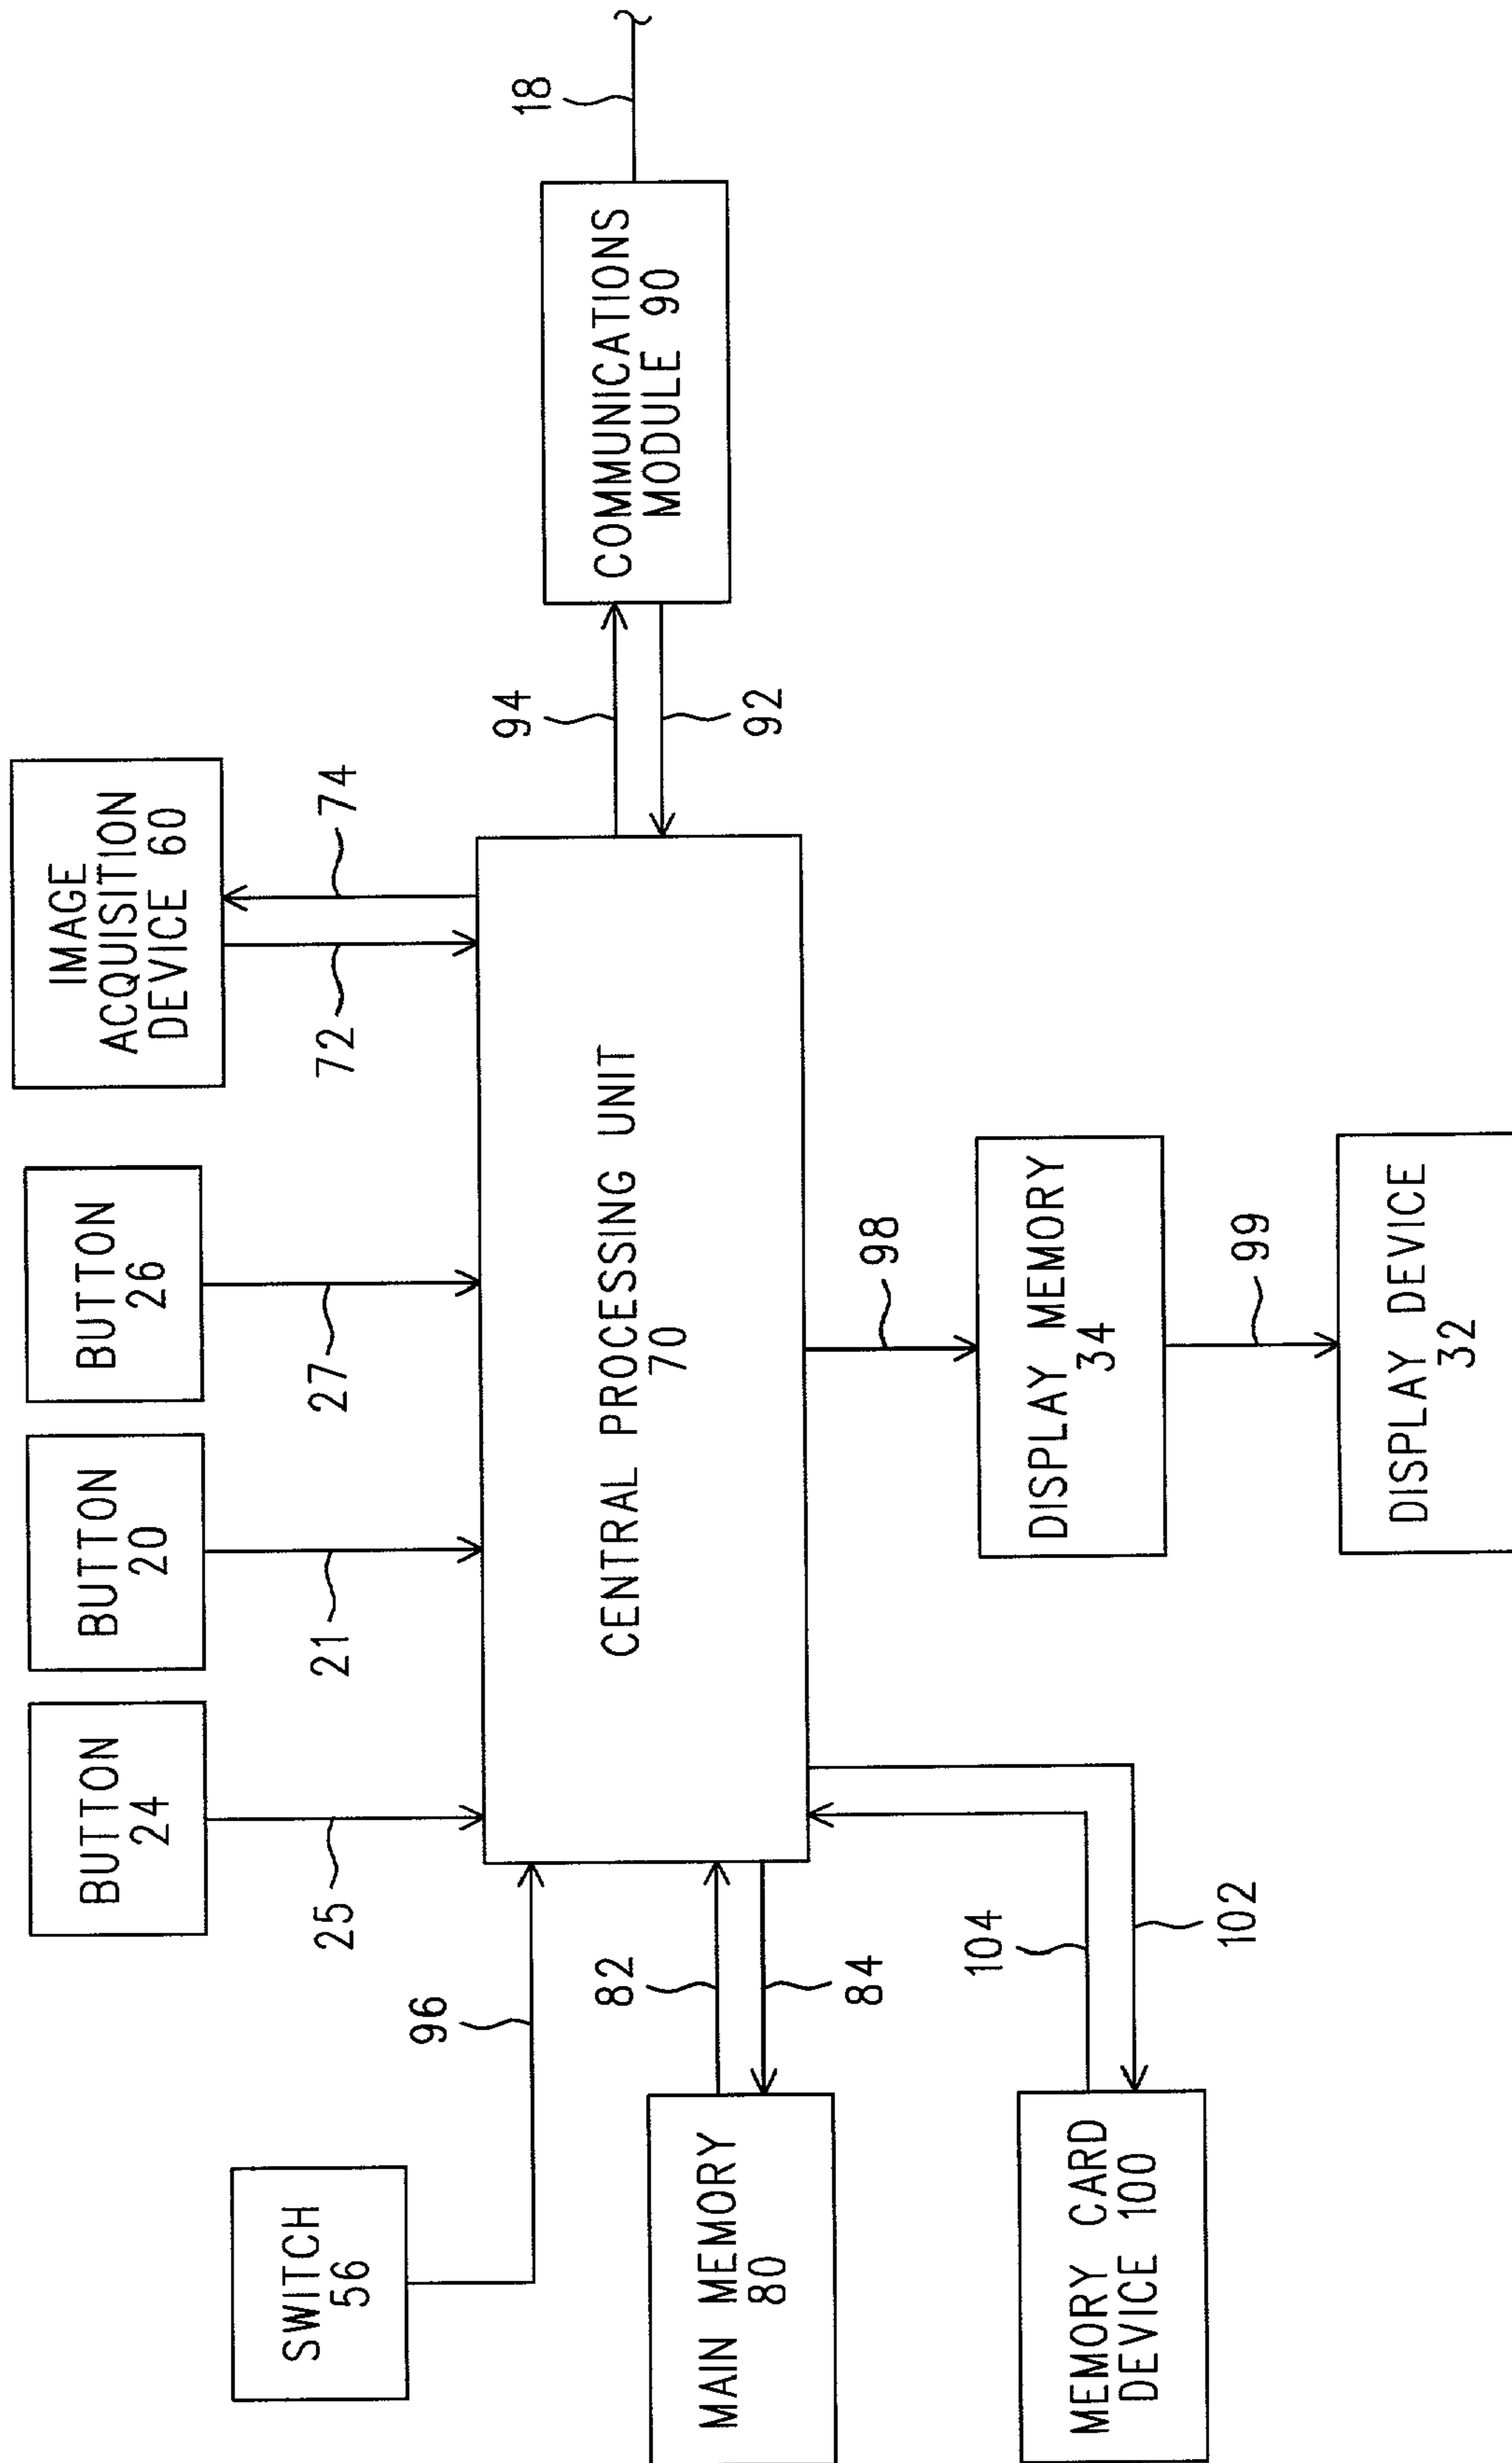 BUTTON
24
BUTTON
20
BUTTON
26
IMAGE
ACQUISITION
DEVICE 60
SWITCH
56
25
21
27
72
74
96
94
18
82
84
CENTRAL PROCESSING UNIT
70
92
COMMUNICATIONS
MODULE 90
MAIN MEMORY
80
98
104
102
MEMORY CARD
DEVICE 100
DISPLAY MEMORY
34
99
DISPLAY DEVICE
32